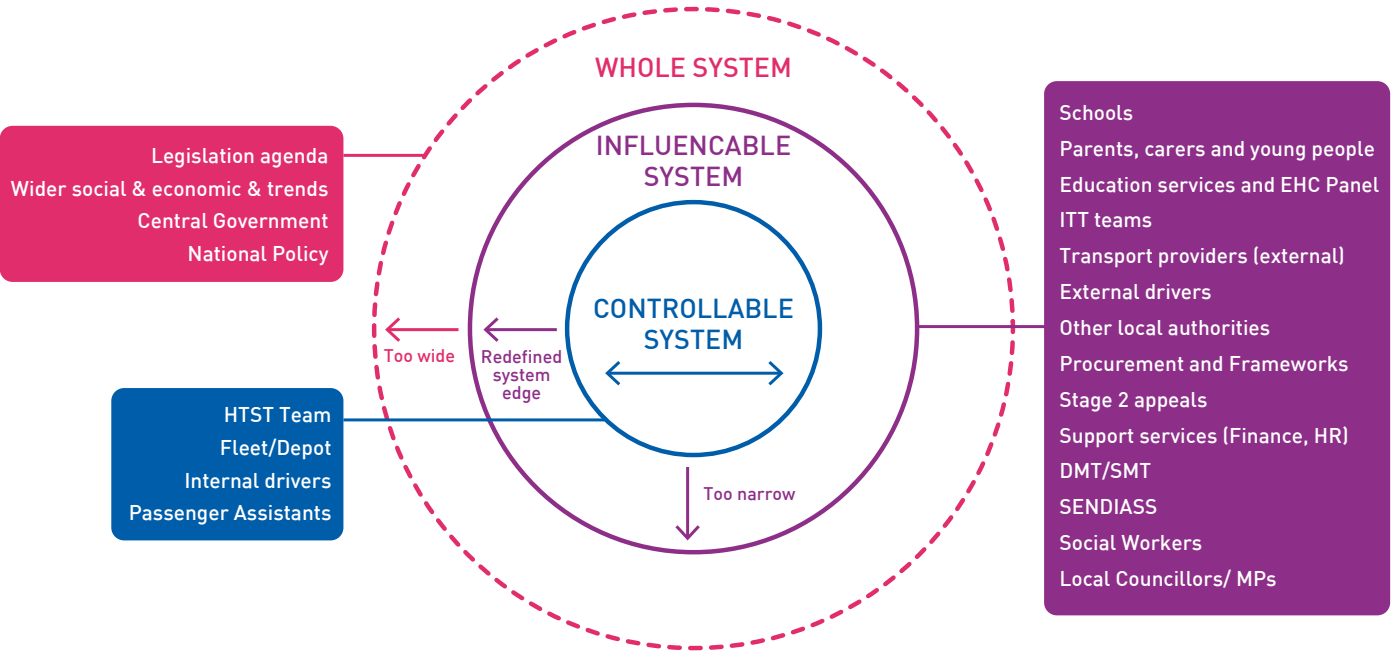 WHOLE SYSTEM
INFLUENCABLE
SYSTEM
CONTROLLABLE
SYSTEM
Too wide
Redefined
system
edge
Too narrow
Legislation agenda
Wider social & economic & trends
Central Government
National Policy
HTST Team
Fleet/Depot
Internal drivers
Passenger Assistants
Schools
Parents, carers and young people
Education services and EHC Panel
ITT teams
Transport providers (external)
External drivers
Other local authorities
Procurement and Frameworks
Stage 2 appeals
Support services (Finance, HR)
DMT/SMT
SENDIASS
Social Workers
Local Councillors/ MPs